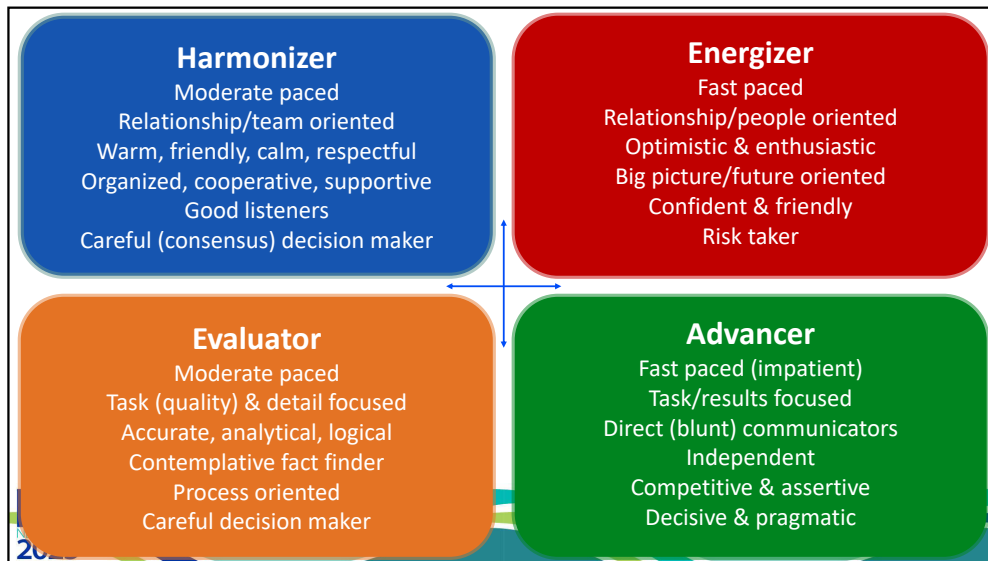 Harmonizer
Moderate paced
Relationship/team oriented
Warm, friendly, calm, respectful
Organized, cooperative, supportive
Good listeners
Careful (consensus) decision maker
Energizer
Fast paced
Relationship/people oriented
Optimistic & enthusiastic
Big picture/future oriented
Confident & friendly
Risk taker
Evaluator
Moderate paced
Task (quality) & detail focused
Accurate, analytical, logical
Contemplative fact finder
Process oriented
Careful decision maker
Advancer
Fast paced (impatient)
Task/results focused
Direct (blunt) communicators
Independent
Competitive & assertive
Decisive & pragmatic